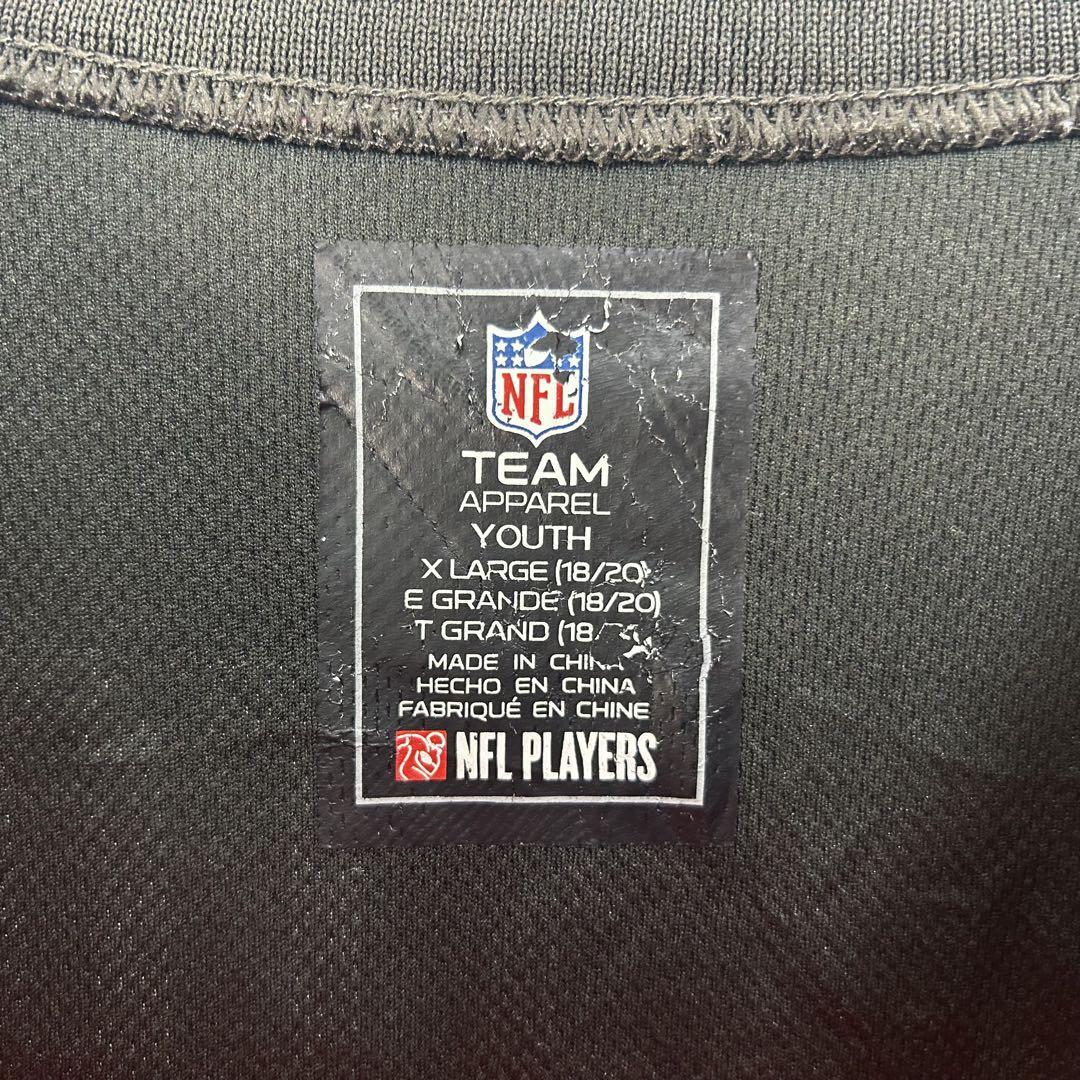 NFL
TEAM
APPAREL
YOUTH
X LARGE (18/20)
E GRANDE (18/20)
T GRAND (18/
MADE IN
HECHO EN CHINA
FABRIQUÉ EN CHINE
NFL PLAYERS